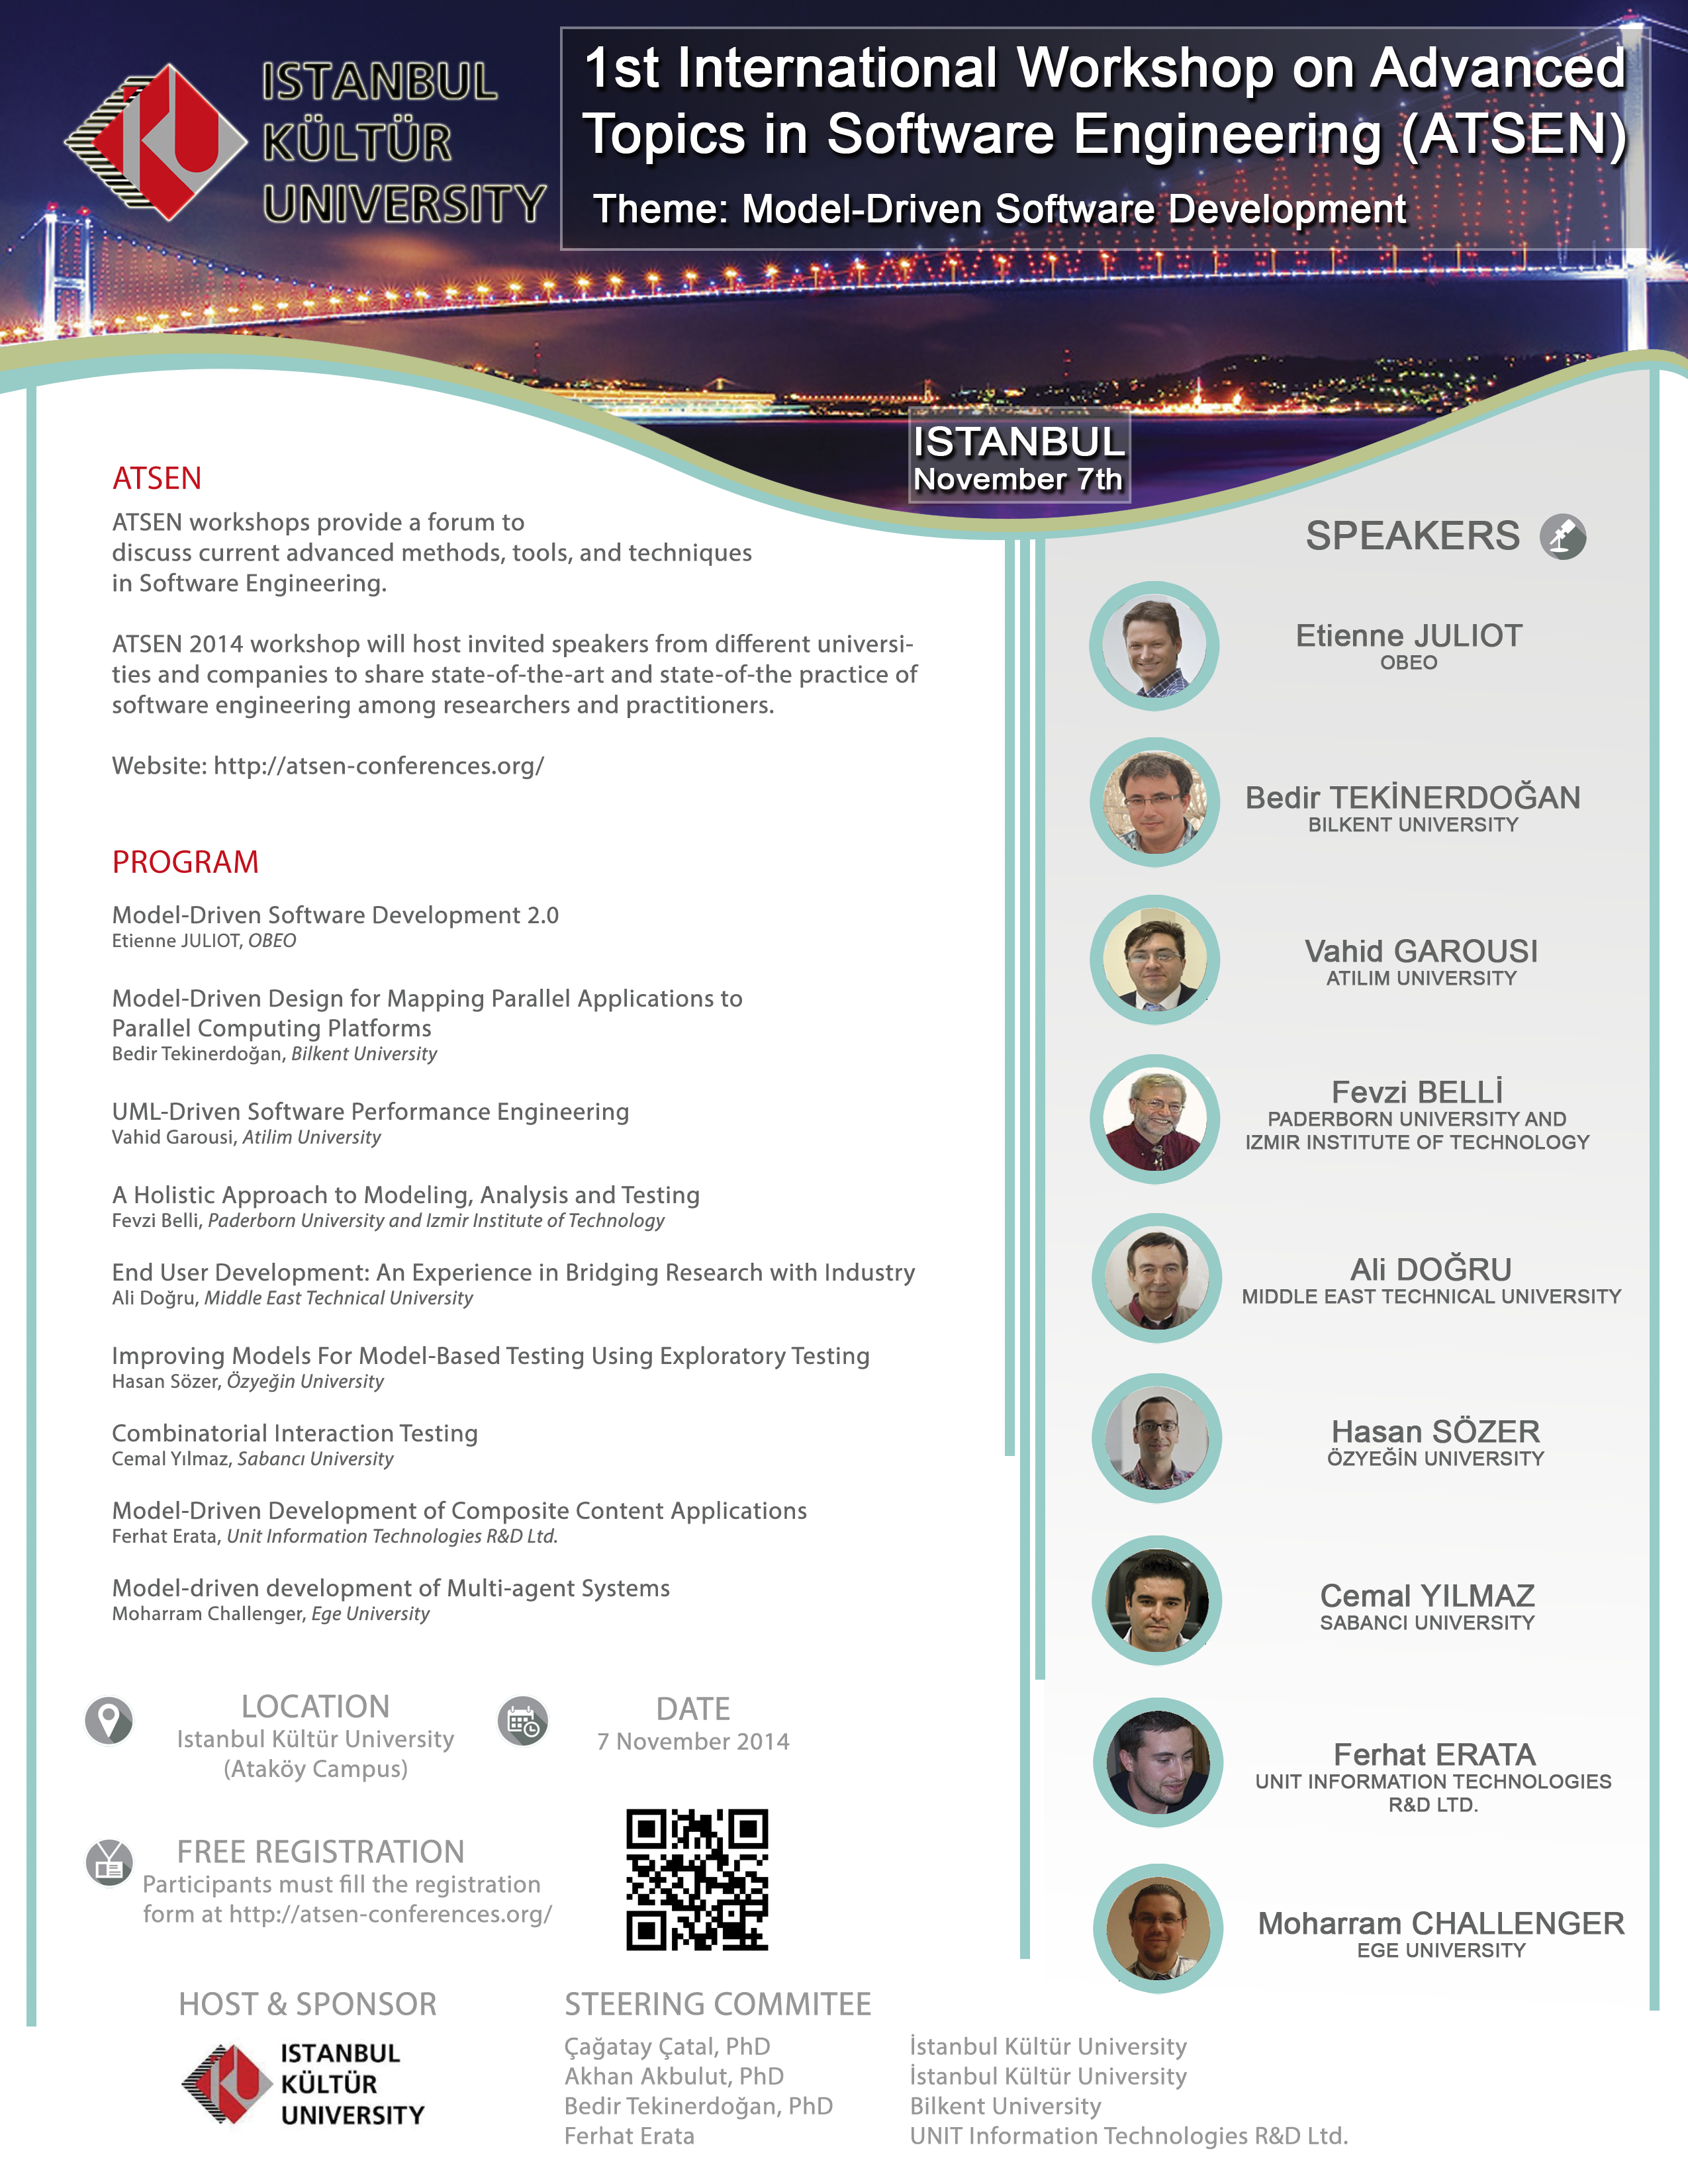 ISTANBUL
KÜLTÜR
UNIVERSITY
1st International Workshop on Advanced
Topics in Software Engineering (ATSEN)
Theme: Model-Driven Software Development
ISTANBUL
November 7th
ATSEN
ATSEN workshops provide a forum to
discuss current advanced methods, tools, and techniques
in Software Engineering.
ATSEN 2014 workshop will host invited speakers from different universi-
ties and companies to share state-of-the-art and state-of-the practice of
software engineering among researchers and practitioners.
Website: http://atsen-conferences.org/
PROGRAM
Model-Driven Software Development 2.0
Etienne JULIOT, OBEO
Model-Driven Design for Mapping Parallel Applications to
Parallel Computing Platforms
Bedir Tekinerdoğan, Bilkent University
UML-Driven Software Performance Engineering
Vahid Garousi, Atilim University
A Holistic Approach to Modeling, Analysis and Testing
Fevzi Belli, Paderborn University and Izmir Institute of Technology
End User Development: An Experience in Bridging Research with Industry
Ali Doğru, Middle East Technical University
Improving Models For Model-Based Testing Using Exploratory Testing
Hasan Sözer, Özyeğin University
Combinatorial Interaction Testing
Cemal Yılmaz, Sabancı University
Model-Driven Development of Composite Content Applications
Ferhat Erata, Unit Information Technologies R&D Ltd.
Model-driven development of Multi-agent Systems
Moharram Challenger, Ege University
SPEAKERS
Etienne JULIOT
OBEO
Bedir TEKİNERDOĞAN
BILKENT UNIVERSITY
Vahid GAROUSI
ATILIM UNIVERSITY
Fevzi BELLİ
PADERBORN UNIVERSITY AND
IZMIR INSTITUTE OF TECHNOLOGY
Ali DOĞRU
MIDDLE EAST TECHNICAL UNIVERSITY
Hasan SÖZER
ÖZYEĞİN UNIVERSITY
Cemal YILMAZ
SABANCI UNIVERSITY
Ferhat ERATA
UNIT INFORMATION TECHNOLOGIES
R&D LTD.
Moharram CHALLENGER
EGE UNIVERSITY
LOCATION
Istanbul Kültür University
(Ataköy Campus)
DATE
7 November 2014
FREE REGISTRATION
Participants must fill the registration
form at http://atsen-conferences.org/
HOST & SPONSOR
ISTANBUL
KÜLTÜR
UNIVERSITY
STEERING COMMITEE
Çağatay Çatal, PhD İstanbul Kültür University
Akhan Akbulut, PhD İstanbul Kültür University
Bedir Tekinerdoğan, PhD Bilkent University
Ferhat Erata UNIT Information Technologies R&D Ltd.